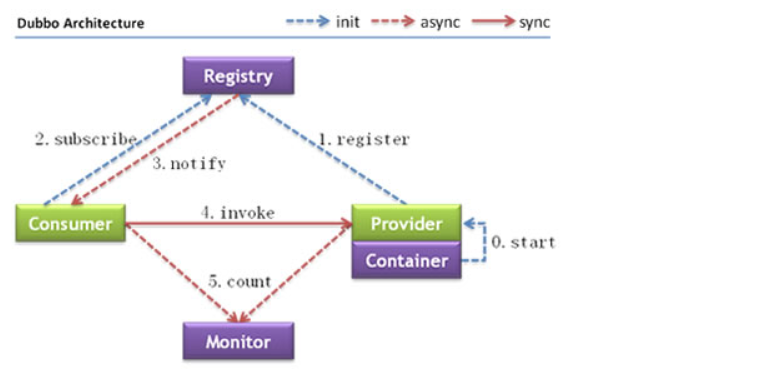 Dubbo Architecture
init
async
sync
Registry
2. subscribe
1. register
3. notify
4. invoke
Consumer
Provider
0. start
Container
5. count
Monitor